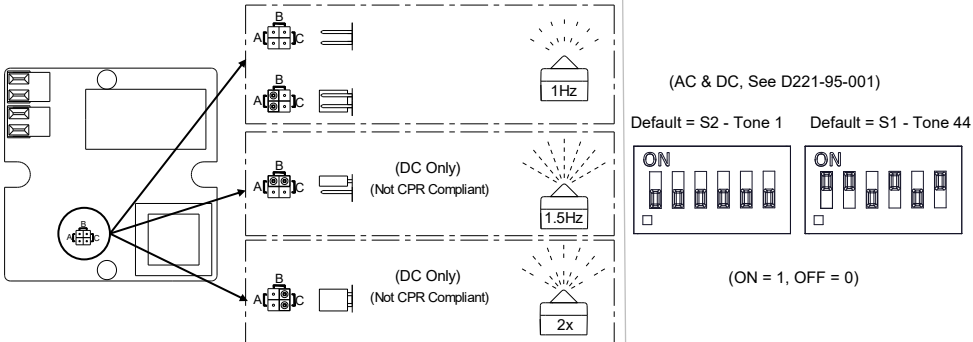 B
A C
B
A C
1Hz
B
A C
(DC Only)
(Not CPR Compliant)
1.5Hz
B
A C
(DC Only)
(Not CPR Compliant)
2x
B
A C
(AC & DC, See D221-95-001)
Default = S2 - Tone 1
Default = S1 - Tone 44
ON
ON
(ON = 1, OFF = 0)